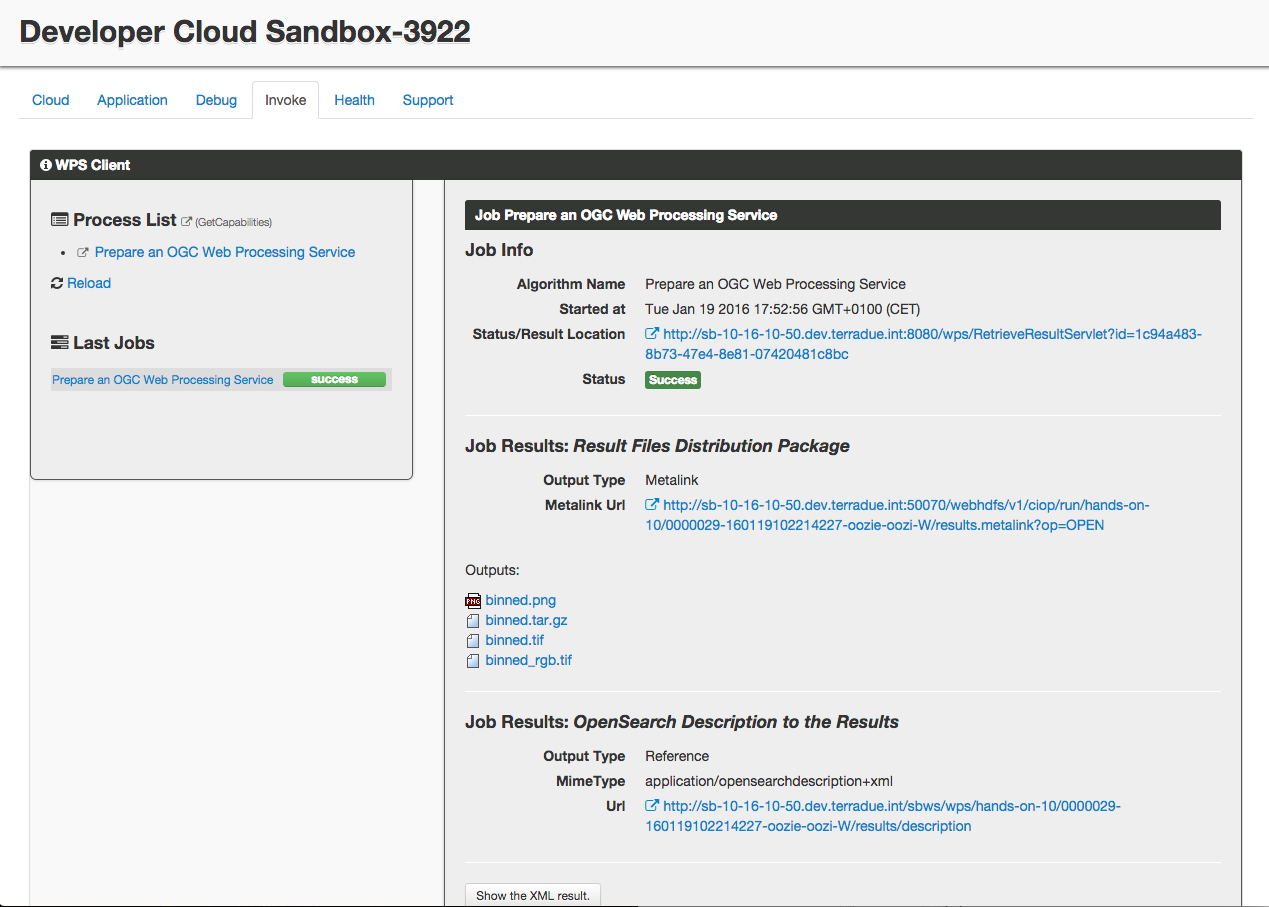 Developer Cloud Sandbox-3922
Cloud Application Debug Invoke Health Support
WPS Client
Process List (GetCapabilities)
Prepare an OGC Web Processing Service
Reload
Last Jobs
Prepare an OGC Web Processing Service success
Job Prepare an OGC Web Processing Service
Job Info
Algorithm Name Prepare an OGC Web Processing Service
Started at Tue Jan 19 2016 17:52:56 GMT+0100 (CET)
Status/Result Location http://sb-10-16-10-50.dev.terradue.int:8080/wps/RetrieveResultServlet?id=1c94a483-
8b73-47e4-8e81-07420481c8bc
Status Success
Job Results: Result Files Distribution Package
Output Type Metalink
Metalink Url http://sb-10-16-10-50.dev.terradue.int:50070/webhdfs/v1/ciop/run/hands-on-
10/0000029-160119102214227-oozie-oozi-W/results.metalink?op=OPEN
Outputs:
PNG binned.png
binned.tar.gz
binned.tif
binned_rgb.tif
Job Results: OpenSearch Description to the Results
Output Type Reference
MimeType application/opensearchdescription+xml
Url http://sb-10-16-10-50.dev.terradue.int/sbws/wps/hands-on-10/0000029-
160119102214227-oozie-oozi-W/results/description
Show the XML result.